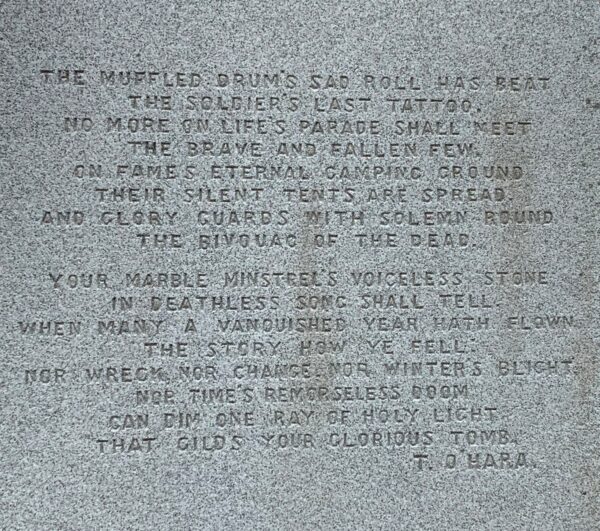 THE MUFFLED DRUM'S SAD ROLL HAS BEAT
THE SOLDIER'S LAST TATTOO.
NO MORE ON LIFE'S PARADE SHALL MEET
THE BRAVE AND FALLEN FEW.
ON FAME'S ETERNAL CAMPING GROUND
THEIR SILENT TENTS ARE SPREAD.
AND GLORY GUARDS WITH SOLEMN ROUND
THE BIVOUAC OF THE DEAD.
YOUR MARBLE MINSTREL'S VOICELESS STONE
IN DEATHLESS SONG SHALL TELL.
WHEN MANY A VANQUISHED YEAR HATH FLOWN
THE STORY HOW YE FELL:
NOR WRECK, NOR CHANGE, NOR WINTER'S BLIGHT,
NOR TIME'S REMORSELESS DOOM
CAN DIM ONE RAY OF HOLY LIGHT
THAT GILDS YOUR GLORIOUS TOMB.
T. O'HARA.